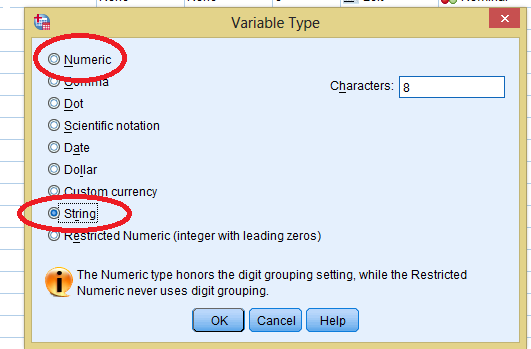 Variable Type
Numeric
Comma
Dot
Scientific notation
Date
Dollar
Custom currency
String
Restricted Numeric (integer with leading zeros)
Characters: 8
The Numeric type honors the digit grouping setting, while the Restricted
Numeric never uses digit grouping.
OK Cancel Help